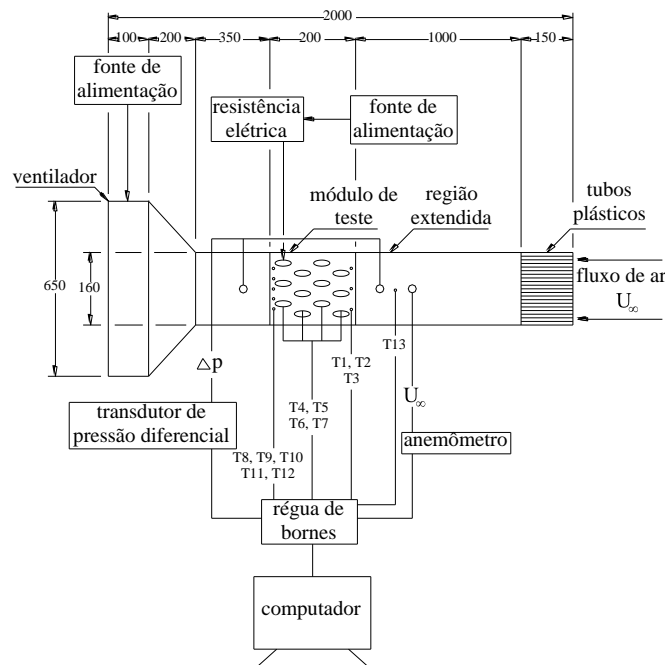 2000
100 200 350 200 1000 150
fonte de
alimentação
resistência
elétrica
fonte de
alimentação
ventilador
módulo de
teste
região
extendida
tubos
plásticos
650
160
fluxo de ar
U∞
Δp
T13
T1, T2
T3
U∞
T4, T5
T6, T7
transdutor de
pressão diferencial
anemômetro
T8, T9, T10
T11, T12
régua de
bornes
computador